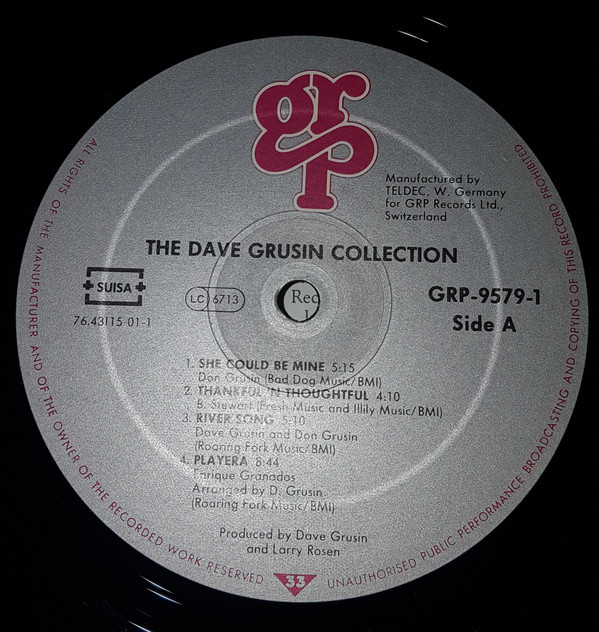 grp
Manufactured by
TELDEC, W. Germany
for GRP Records Ltd.,
Switzerland
THE DAVE GRUSIN COLLECTION
SUISA
LC 6713
76.43115-01-1
GRP-9579-1
Side A
Rec
1. SHE COULD BE MINE 5:15
Don Grusin (Bad Dog Music/BMI)
2. THANKFUL 'N THOUGHTFUL 4:10
B. Stewart (Fresh Music and Illily Music/BMI)
3. RIVER SONG 5:10
Dave Grusin and Don Grusin
(Roaring Fork Music/BMI)
4. PLAYERA 8:44
Enrique Granados
Arranged by D. Grusin
(Roaring Fork Music/BMI)
Produced by Dave Grusin
and Larry Rosen
33
ALL RIGHTS OF THE MANUFACTURER AND OF THE OWNER OF THE RECORDED WORK RESERVED
UNAUTHORISED PUBLIC PERFORMANCE BROADCASTING AND COPYING OF THIS RECORD PROHIBITED